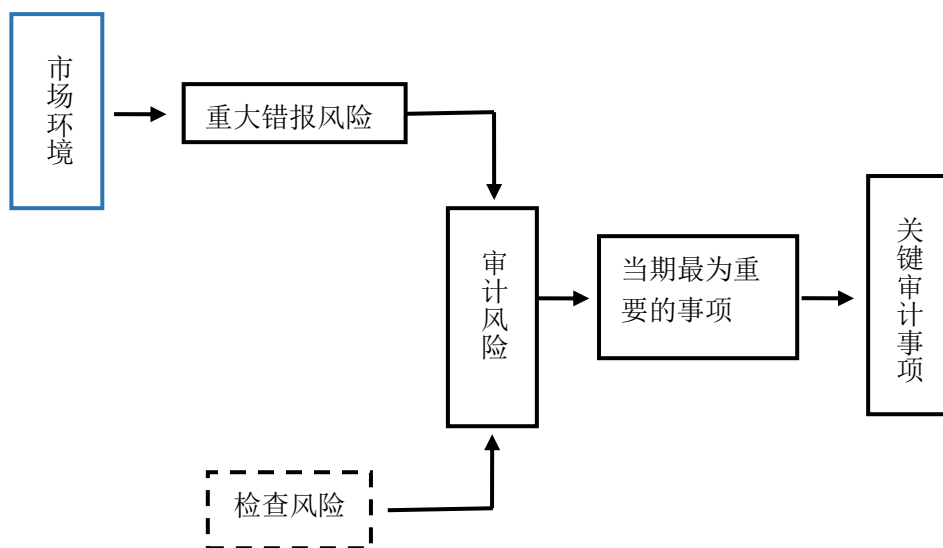 市场环境
重大错报风险
审计风险
当期最为重
要的事项
关键审计事项
检查风险